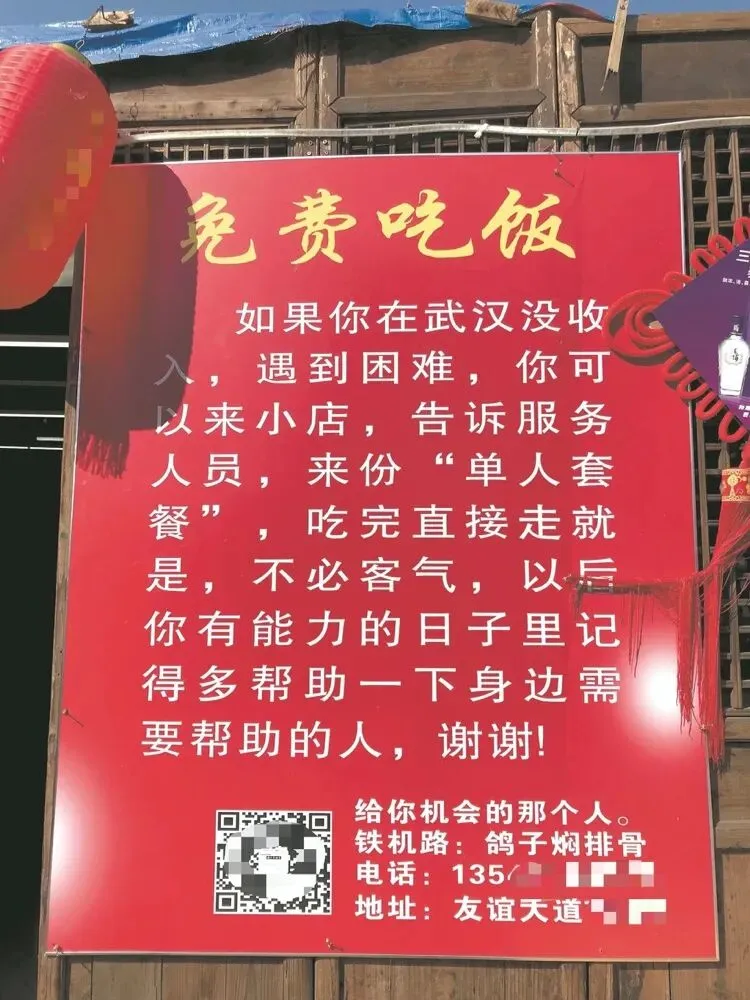 免费吃饭
如果你在武汉没收
入，遇到困难，你可
以来小店，告诉服务
人员，来份“单人套
餐”，吃完直接走就
是，不必客气，以后
你有能力的日子里记
得多帮助一下身边需
要帮助的人，谢谢！
给你机会的那个人。
铁机路：鸽子焖排骨
电话：135
地址：友谊大道